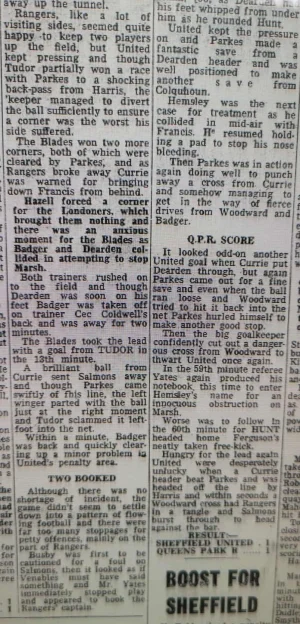 away up the tunnel.
Rangers, like a lot of
visiting sides, seemed quite
happy to keep two players
up the field, but United
kept pressing and though
Tudor partially won a race
with Parkes to a shocking
back-pass from Harris, the
'keeper managed to divert
the ball sufficiently to ensure
a corner was the worst his
side suffered.
The Blades won two more
corners, both of which were
cleared by Parkes, and as
Rangers broke away Currie
was warned for bringing
down Francis from behind.
Hazell forced a corner
for the Londoners, which
brought them nothing and
there was an anxious
moment for the Blades as
Badger and Dearden col-
lided in attempting to stop
Marsh.
Both trainers rushed on
to the field and though
Dearden was soon on his
feet Badger was taken off
on trainer Cec Coldwell's
back and was away for two
minutes.
The Blades took the lead
with a goal from TUDOR in
the 13th minute.
A brilliant ball from
Currie sent Salmons away
and though Parkes came
swiftly off his line, the left
winger parted with the ball
just at the right moment
and Tudor slammed it left-
foot into the net.
Within a minute, Badger
was back and quickly clear-
ing up a minor problem in
United's penalty area.
TWO BOOKED
Although there was no
shortage of incident, the
game didn't seem to settle
down into a pattern of flow-
ing football and there were
far too many stoppages for
petty offences, mainly on the
part of Rangers.
Busby was first to be
cautioned for a foul on
Salmons, then it looked as if
Venables must have said
something and Mr Yates
immediately stopped play
and appeared to book the
Rangers' captain.
his feet whipped from under
him as he rounded Hunt.
United kept the pressure
on and Parkes made a
fantastic save from a
Dearden header and was
well positioned to make
another save from
Colquhoun.
Hemsley was the next
case for treatment as he
collided in mid-air with
Francis. He resumed hold-
ing a pad to stop his nose
bleeding.
Then Parkes was in action
again doing well to punch
away a cross from Currie
and somehow managing to
get in the way of fierce
drives from Woodward and
Badger.
Q.P.R. SCORE
It looked odd-on another
United goal when Currie put
Dearden through, but again
Parkes came out for a fine
save and even when the ball
ran loose and Woodward
tried to hit it back into the
net Parkes hurled himself to
make another good stop.
Then the big goalkeeper
confidently cut out a danger-
ous cross from Woodward to
thwart United once again.
In the 59th minute referee
Yates again produced his
notebook, this time to enter
Hemsley's name for an
innocuous obstruction on
Marsh.
Worse was to follow in
the 60th minute for HUNT
headed home Ferguson's
neatly taken free-kick.
Hungry for the lead again
United were desperately
unlucky when a Currie
header beat Parkes and was
headed off the line by
Harris and within seconds a
Woodward cross had Rangers
in a tangle and Salmons
burst through to head
against the bar.
RESULT—
SHEFFIELD UNITED
QUEENS PARK R 1
BOOST FOR
SHEFFIELD